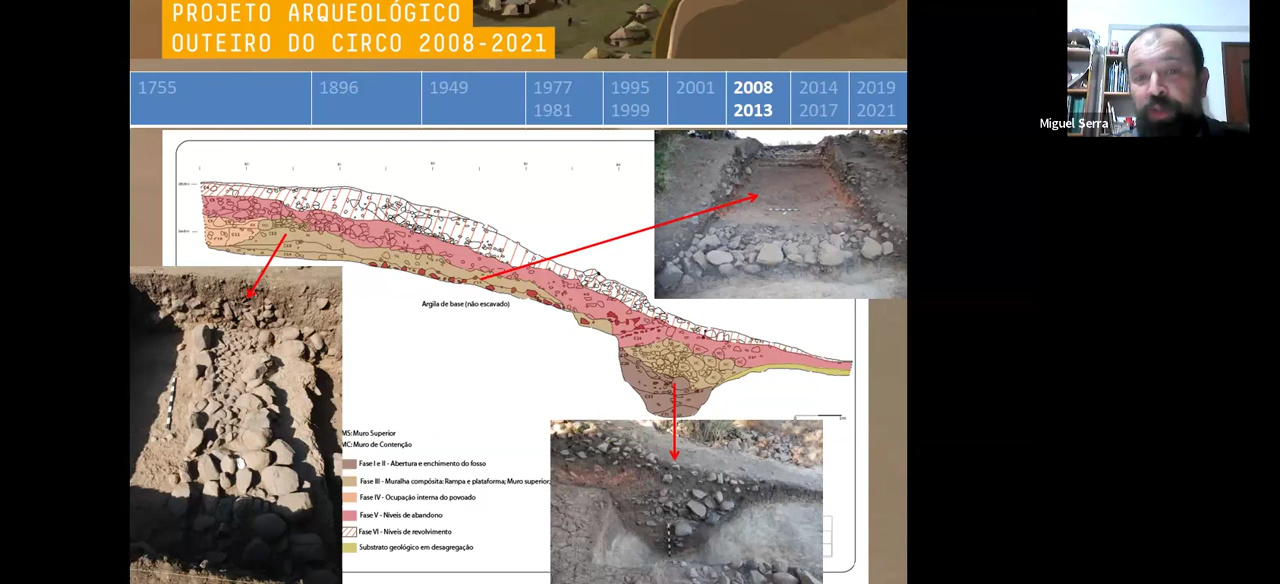 PROJETO ARQUEOLÓGICO
OUTEIRO DO CIRCO 2008-2021
1755
1896
1949
1977
1981
1995
1999
2001
2008
2013
2014
2017
2019
2021
Miguel Serra
Argila de base (não escavado)
MS: Muro Superior
MC: Muro de Contenção
Fase I e II - Abertura e enchimento do fosso
Fase III - Muralha compósita: Rampa e plataforma; Muro superior;
Fase IV - Ocupação interna do povoado
Fase V - Níveis de abandono
Fase VI - Níveis de revolvimento
Substrato geológico em desagregação